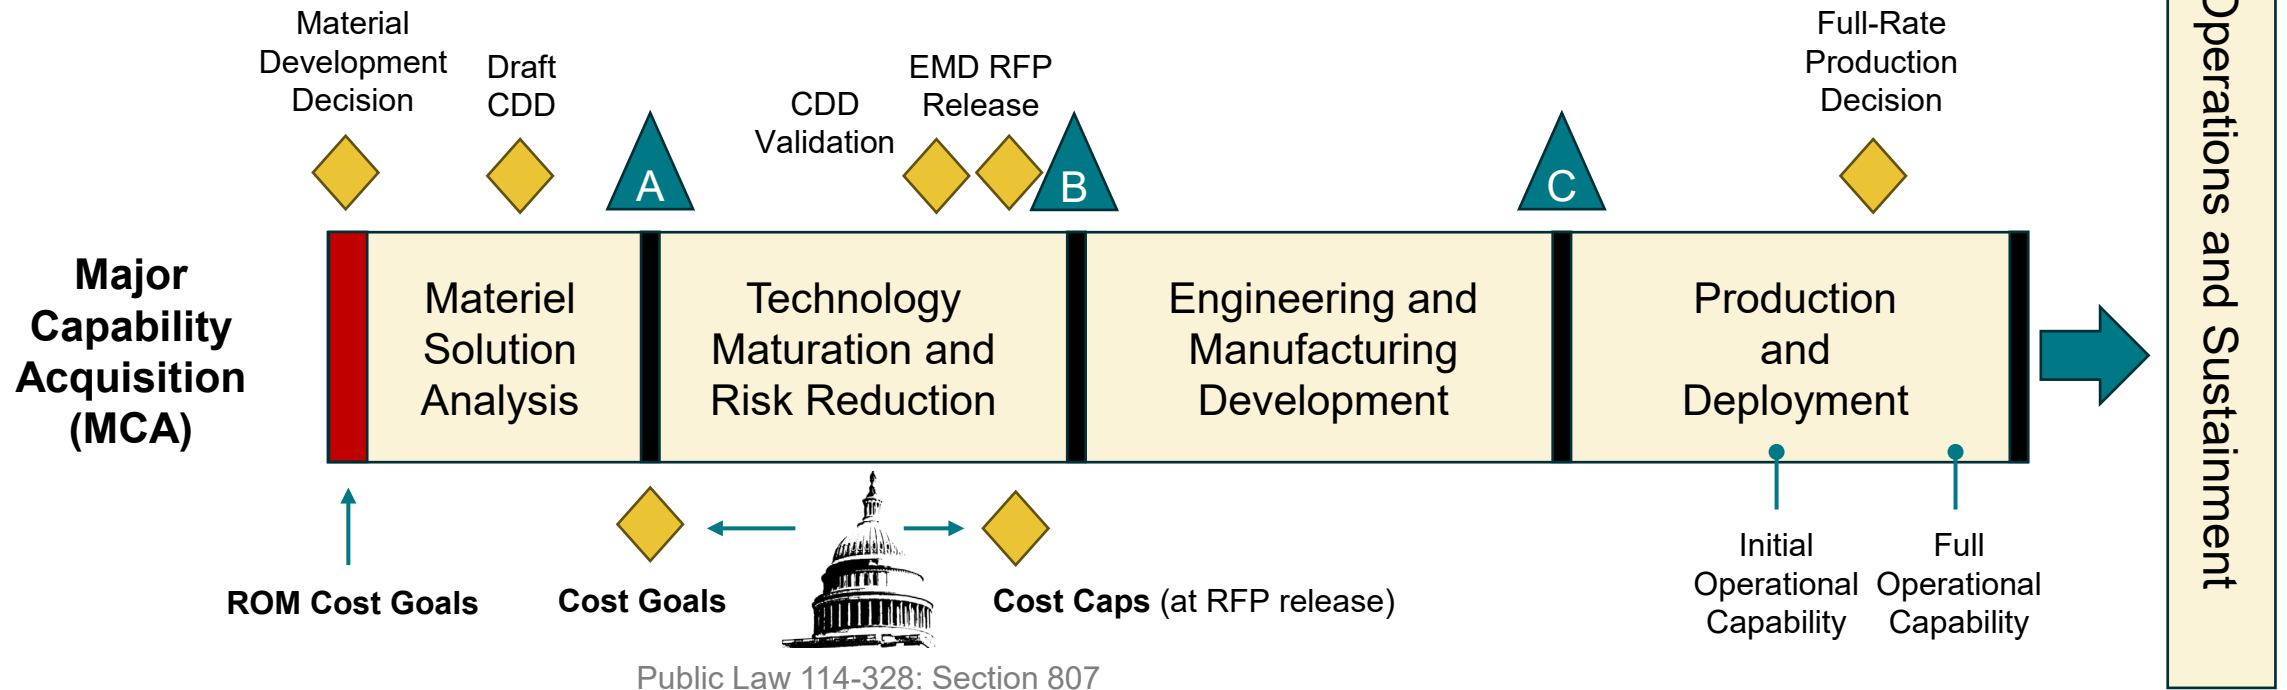 Material
Development
Decision
Draft
CDD
CDD
Validation
EMD RFP
Release
Full-Rate
Production
Decision
A
B
C
Major
Capability
Acquisition
(MCA)
Materiel
Solution
Analysis
Technology
Maturation and
Risk Reduction
Engineering and
Manufacturing
Development
Production
and
Deployment
Operations and Sustainment
ROM Cost Goals
Cost Goals
Cost Caps (at RFP release)
Initial
Operational
Capability
Full
Operational
Capability
Public Law 114-328: Section 807